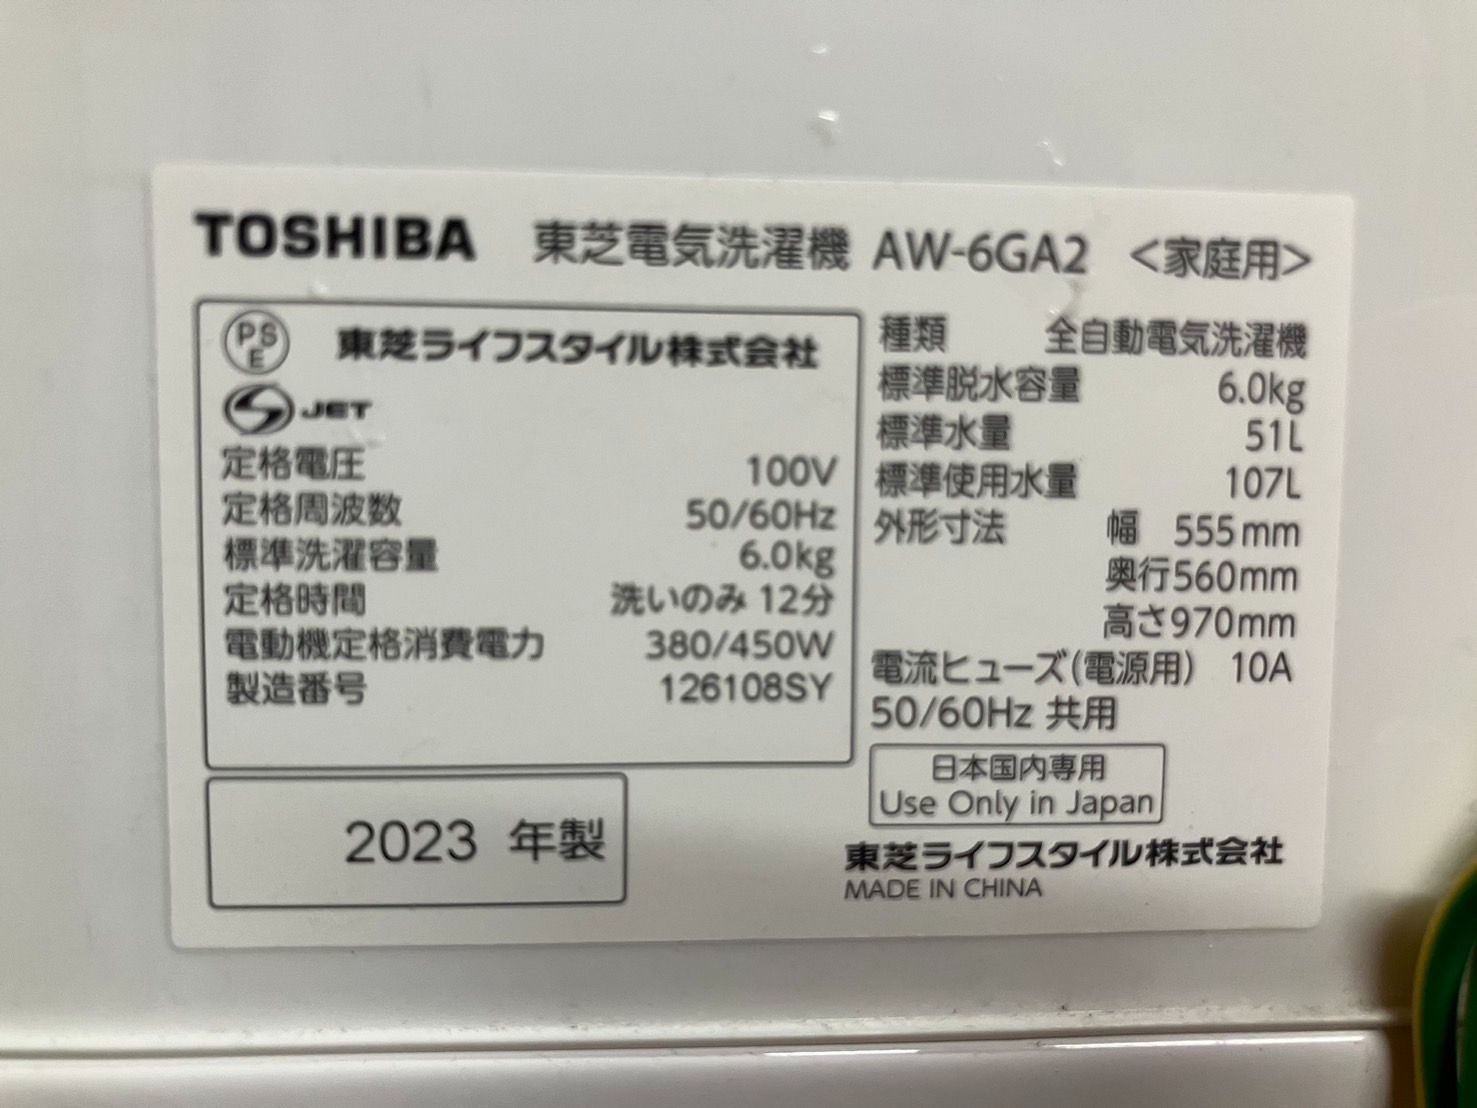 TOSHIBA 東芝電気洗濯機 AW-6GA2 <家庭用>
PSE 東芝ライフスタイル株式会社
S JET
定格電圧 100V
定格周波数 50/60Hz
標準洗濯容量 6.0kg
定格時間 洗いのみ 12分
電動機定格消費電力 380/450W
製造番号 126108SY
2023 年製
種類 全自動電気洗濯機
標準脱水容量 6.0kg
標準水量 51L
標準使用水量 107L
外形寸法 幅 555mm
奥行560mm
高さ970mm
電流ヒューズ(電源用) 10A
50/60Hz 共用
日本国内専用
Use Only in Japan
東芝ライフスタイル株式会社
MADE IN CHINA